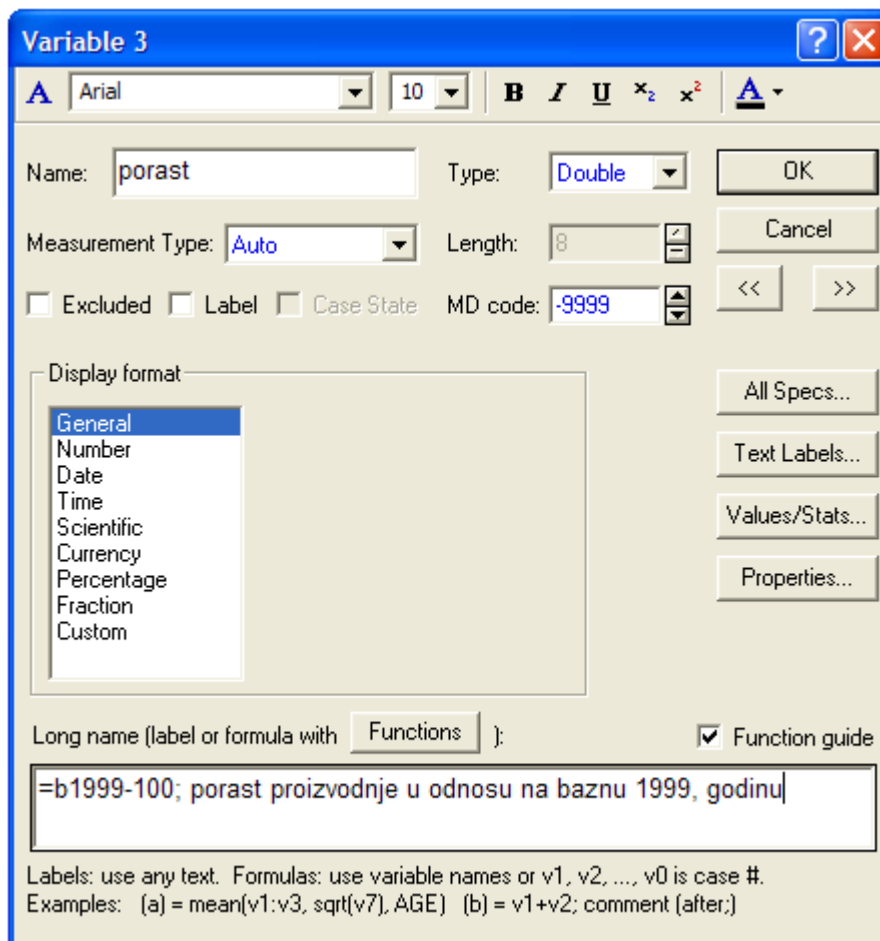 Variable 3
A Arial 10 B I U x₂ x² A
Name: porast Type: Double OK
Measurement Type: Auto Length: 8 Cancel
Excluded Label Case State MD code: -9999 << >>
Display format
General
Number
Date
Time
Scientific
Currency
Percentage
Fraction
Custom
All Specs...
Text Labels...
Values/Stats...
Properties...
Long name (label or formula with Functions ): Function guide
=b1999-100; porast proizvodnje u odnosu na baznu 1999, godinu
Labels: use any text. Formulas: use variable names or v1, v2, ..., v0 is case #.
Examples: (a) = mean(v1:v3, sqrt(v7), AGE) (b) = v1+v2; comment (after;)